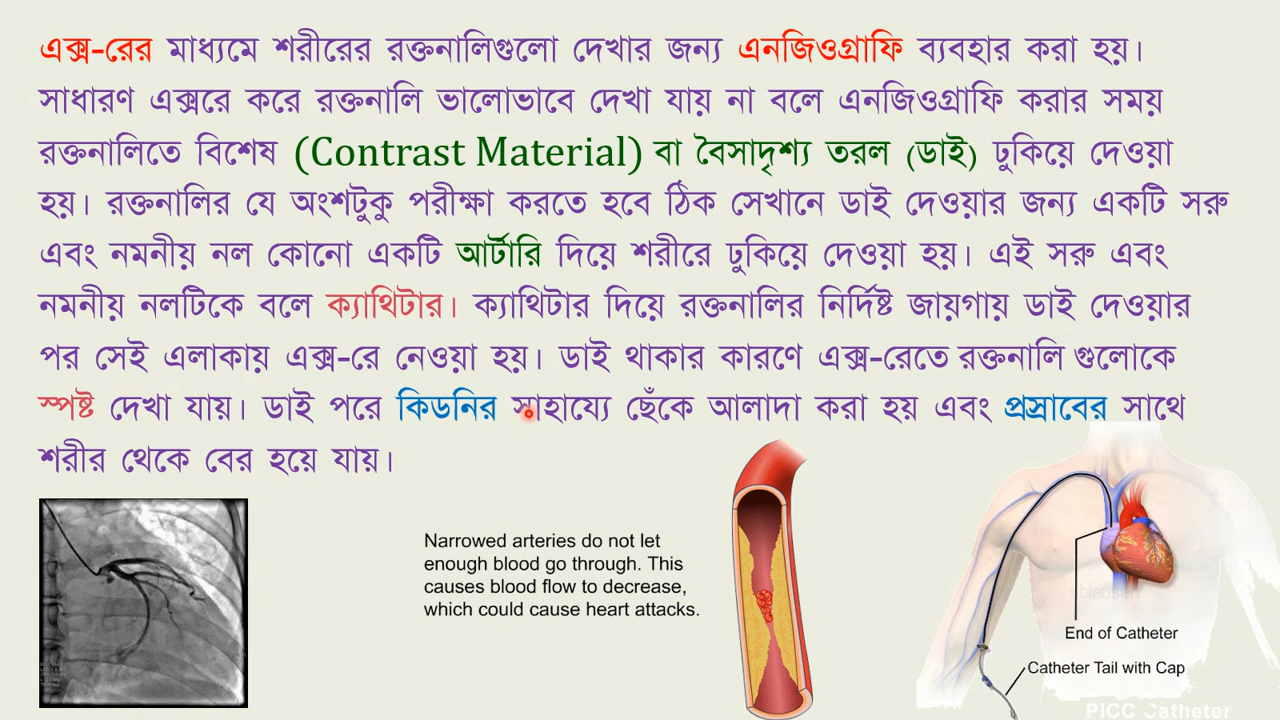 এক্স-রের মাধ্যমে শরীরের রক্তনালিগুলো দেখার জন্য এনজিওগ্রাফি ব্যবহার করা হয়।
সাধারণ এক্সরে করে রক্তনালি ভালোভাবে দেখা যায় না বলে এনজিওগ্রাফি করার সময়
রক্তনালিতে বিশেষ (Contrast Material) বা বৈসাদৃশ্য তরল (ডাই) ঢুকিয়ে দেওয়া
হয়। রক্তনালির যে অংশটুকু পরীক্ষা করতে হবে ঠিক সেখানে ডাই দেওয়ার জন্য একটি সরু
এবং নমনীয় নল কোনো একটি আর্টারি দিয়ে শরীরে ঢুকিয়ে দেওয়া হয়। এই সরু এবং
নমনীয় নলটিকে বলে ক্যাথিটার। ক্যাথিটার দিয়ে রক্তনালির নির্দিষ্ট জায়গায় ডাই দেওয়ার
পর সেই এলাকায় এক্স-রে নেওয়া হয়। ডাই থাকার কারণে এক্স-রেতে রক্তনালি গুলোকে
স্পষ্ট দেখা যায়। ডাই পরে কিডনির সাহায্যে ছেঁকে আলাদা করা হয় এবং প্রস্রাবের সাথে
শরীর থেকে বের হয়ে যায়।
Narrowed arteries do not let
enough blood go through. This
causes blood flow to decrease,
which could cause heart attacks.
End of Catheter
Catheter Tail with Cap
PICC Catheter